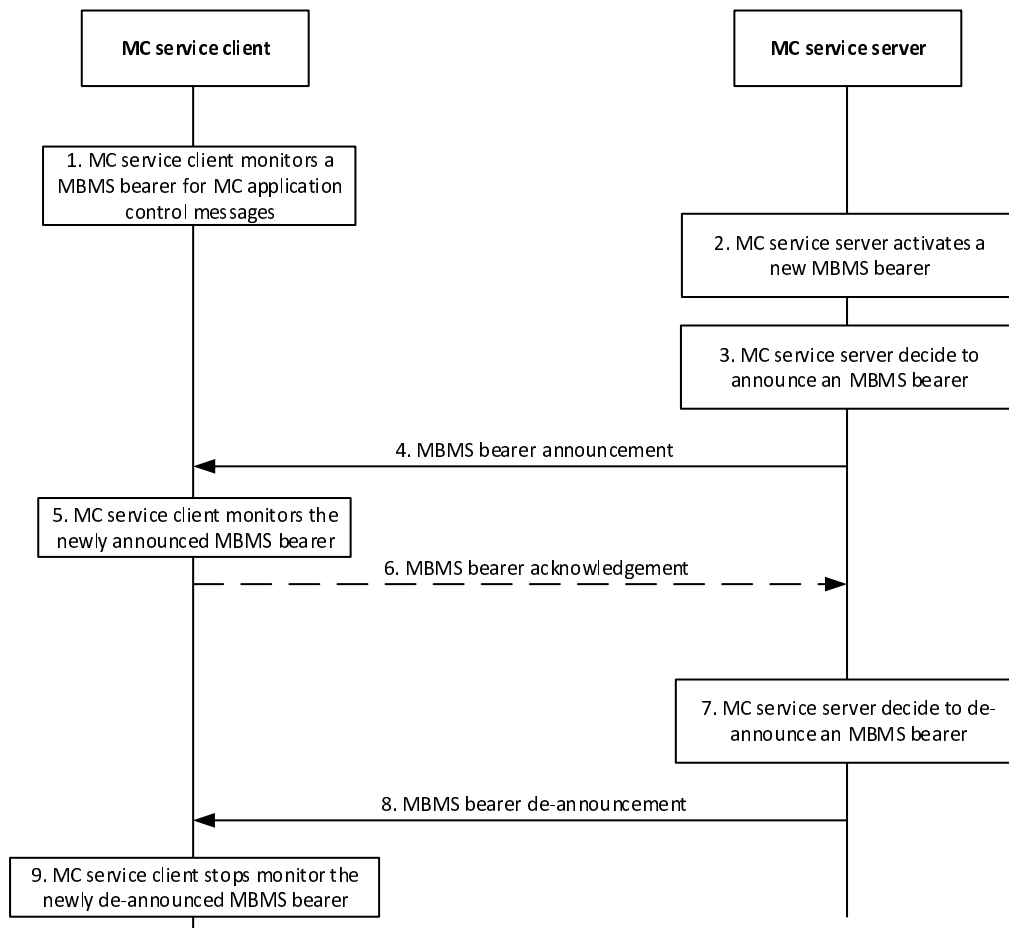 MC service client
MC service server
1. MC service client monitors a
MBMS bearer for MC application
control messages
2. MC service server activates a
new MBMS bearer
3. MC service server decide to
announce an MBMS bearer
4. MBMS bearer announcement
5. MC service client monitors the
newly announced MBMS bearer
6. MBMS bearer acknowledgement
7. MC service server decide to de-
announce an MBMS bearer
8. MBMS bearer de-announcement
9. MC service client stops monitor the
newly de-announced MBMS bearer